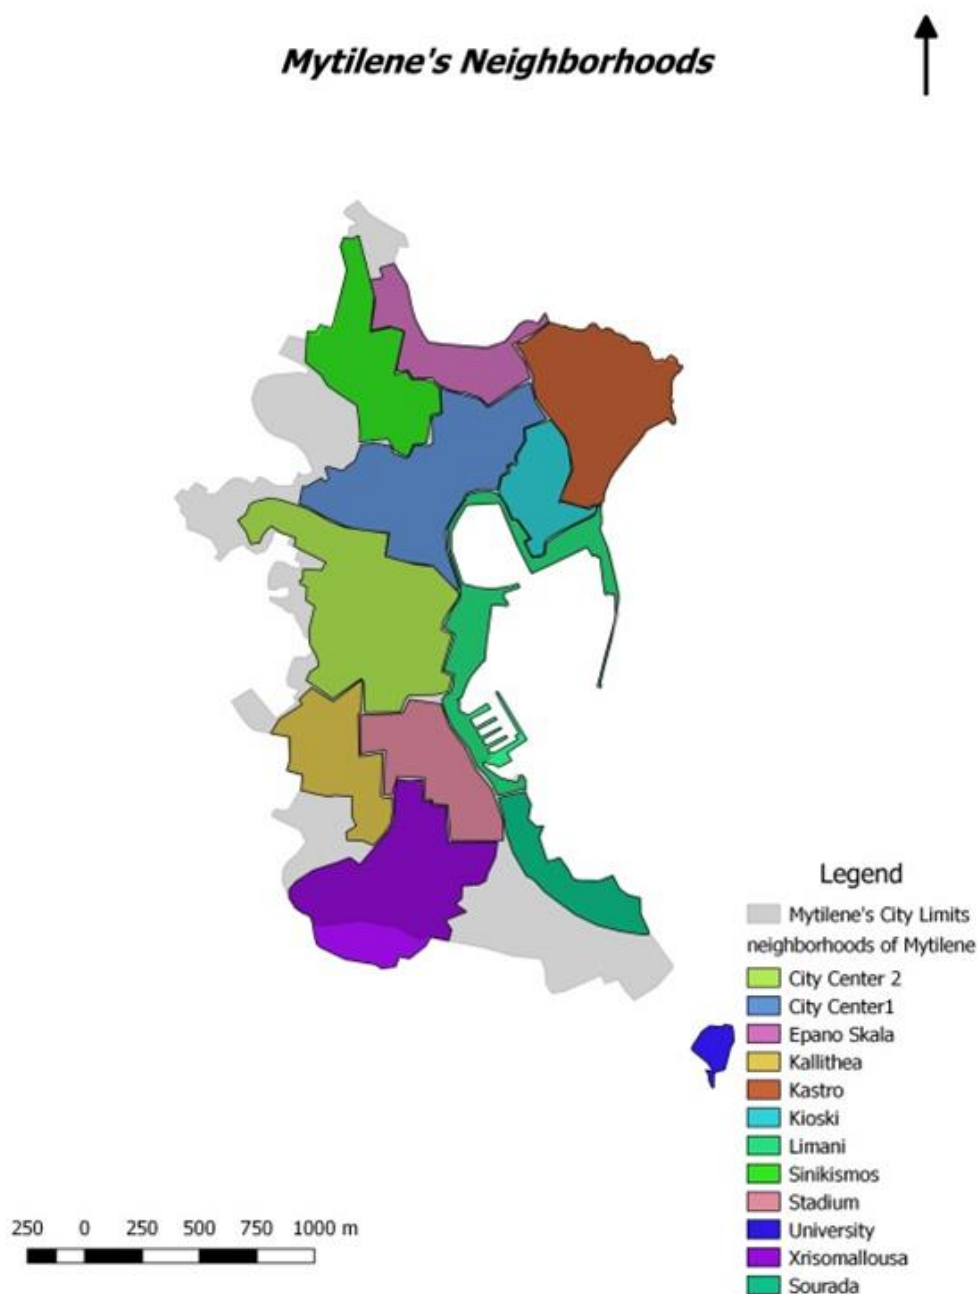 Mytilene's Neighborhoods
Legend
Mytilene's City Limits
neighborhoods of Mytilene
City Center 2
City Center1
Epano Skala
Kallithea
Kastro
Kioski
Limani
Sinikismos
Stadium
University
Xrisomallousa
Sourada
250 0 250 500 750 1000 m